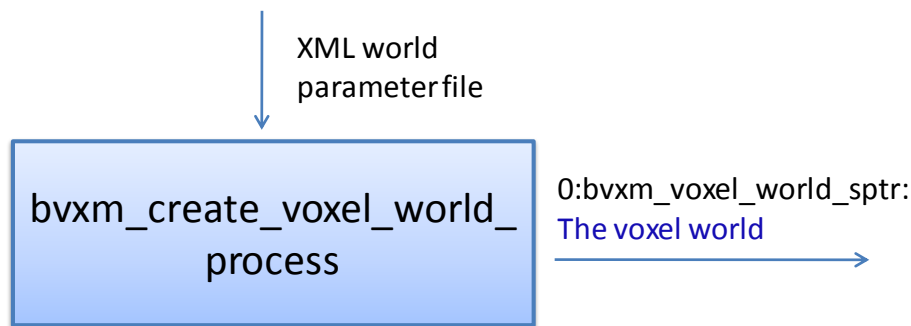 XML world
parameter file
bvxm_create_voxel_world_
process
0:bvxm_voxel_world_sptr:
The voxel world